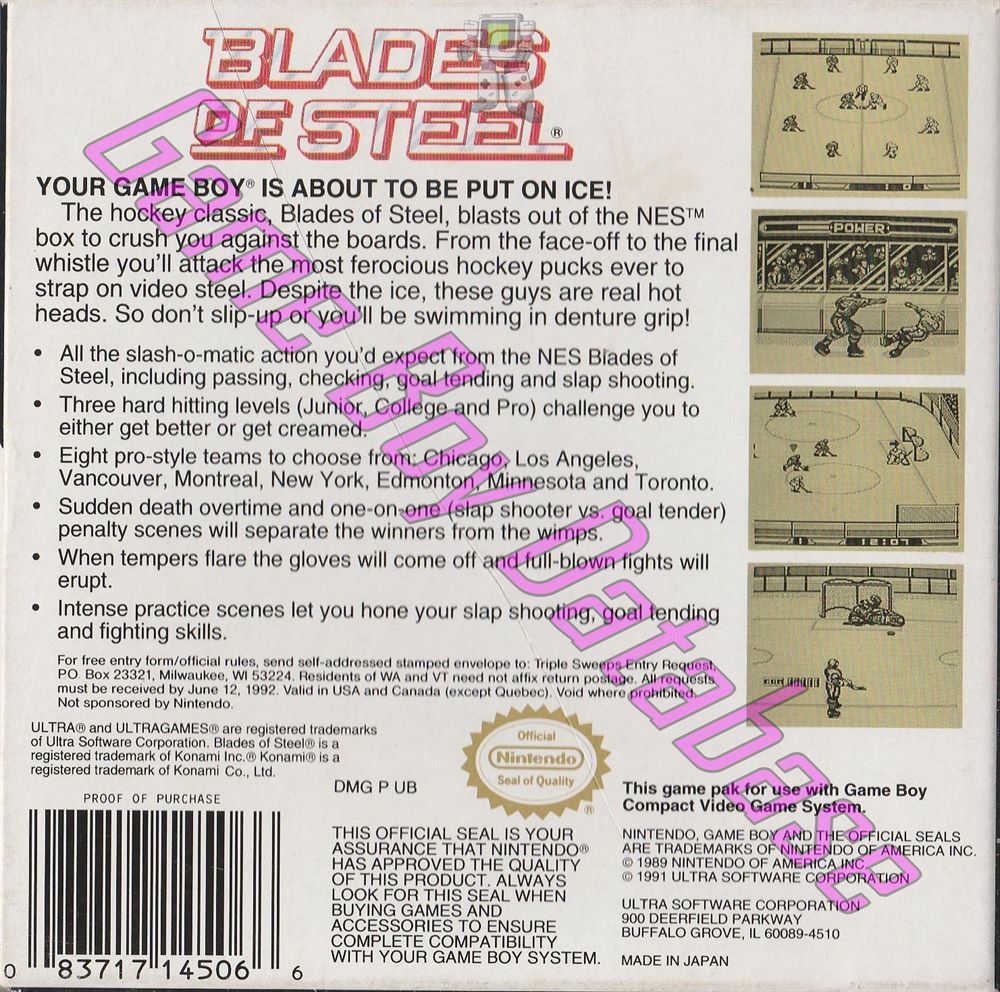 BLADES
OF STEEL®
YOUR GAME BOY® IS ABOUT TO BE PUT ON ICE!
The hockey classic, Blades of Steel, blasts out of the NES™
box to crush you against the boards. From the face-off to the final
whistle you'll attack the most ferocious hockey pucks ever to
strap on video steel. Despite the ice, these guys are real hot
heads. So don't slip-up or you'll be swimming in denture grip!
• All the slash-o-matic action you'd expect from the NES Blades of
Steel, including passing, checking, goal tending and slap shooting.
• Three hard hitting levels (Junior, College and Pro) challenge you to
either get better or get creamed.
• Eight pro-style teams to choose from: Chicago, Los Angeles,
Vancouver, Montreal, New York, Edmonton, Minnesota and Toronto.
• Sudden death overtime and one-on-one (slap shooter vs. goal tender)
penalty scenes will separate the winners from the wimps.
• When tempers flare the gloves will come off and full-blown fights will
erupt.
• Intense practice scenes let you hone your slap shooting, goal tending
and fighting skills.
For free entry form/official rules, send self-addressed stamped envelope to: Triple Sweeps Entry Request,
PO. Box 23321, Milwaukee, WI 53224. Residents of WA and VT need not affix return postage. All requests
must be received by June 12, 1992. Valid in USA and Canada (except Quebec). Void where prohibited.
Not sponsored by Nintendo.
ULTRA® and ULTRAGAMES® are registered trademarks
of Ultra Software Corporation. Blades of Steel® is a
registered trademark of Konami Inc.® Konami® is a
registered trademark of Konami Co., Ltd.
PROOF OF PURCHASE
0 83717 14506 6
DMG P UB
Official
Nintendo
Seal of Quality
®
THIS OFFICIAL SEAL IS YOUR
ASSURANCE THAT NINTENDO®
HAS APPROVED THE QUALITY
OF THIS PRODUCT. ALWAYS
LOOK FOR THIS SEAL WHEN
BUYING GAMES AND
ACCESSORIES TO ENSURE
COMPLETE COMPATIBILITY
WITH YOUR GAME BOY SYSTEM.
This game pak for use with Game Boy
Compact Video Game System.
NINTENDO, GAME BOY AND THE OFFICIAL SEALS
ARE TRADEMARKS OF NINTENDO OF AMERICA INC.
© 1989 NINTENDO OF AMERICA INC.
© 1991 ULTRA SOFTWARE CORPORATION
ULTRA SOFTWARE CORPORATION
900 DEERFIELD PARKWAY
BUFFALO GROVE, IL 60089-4510
MADE IN JAPAN
POWER
1 12:07
Game Boy Database